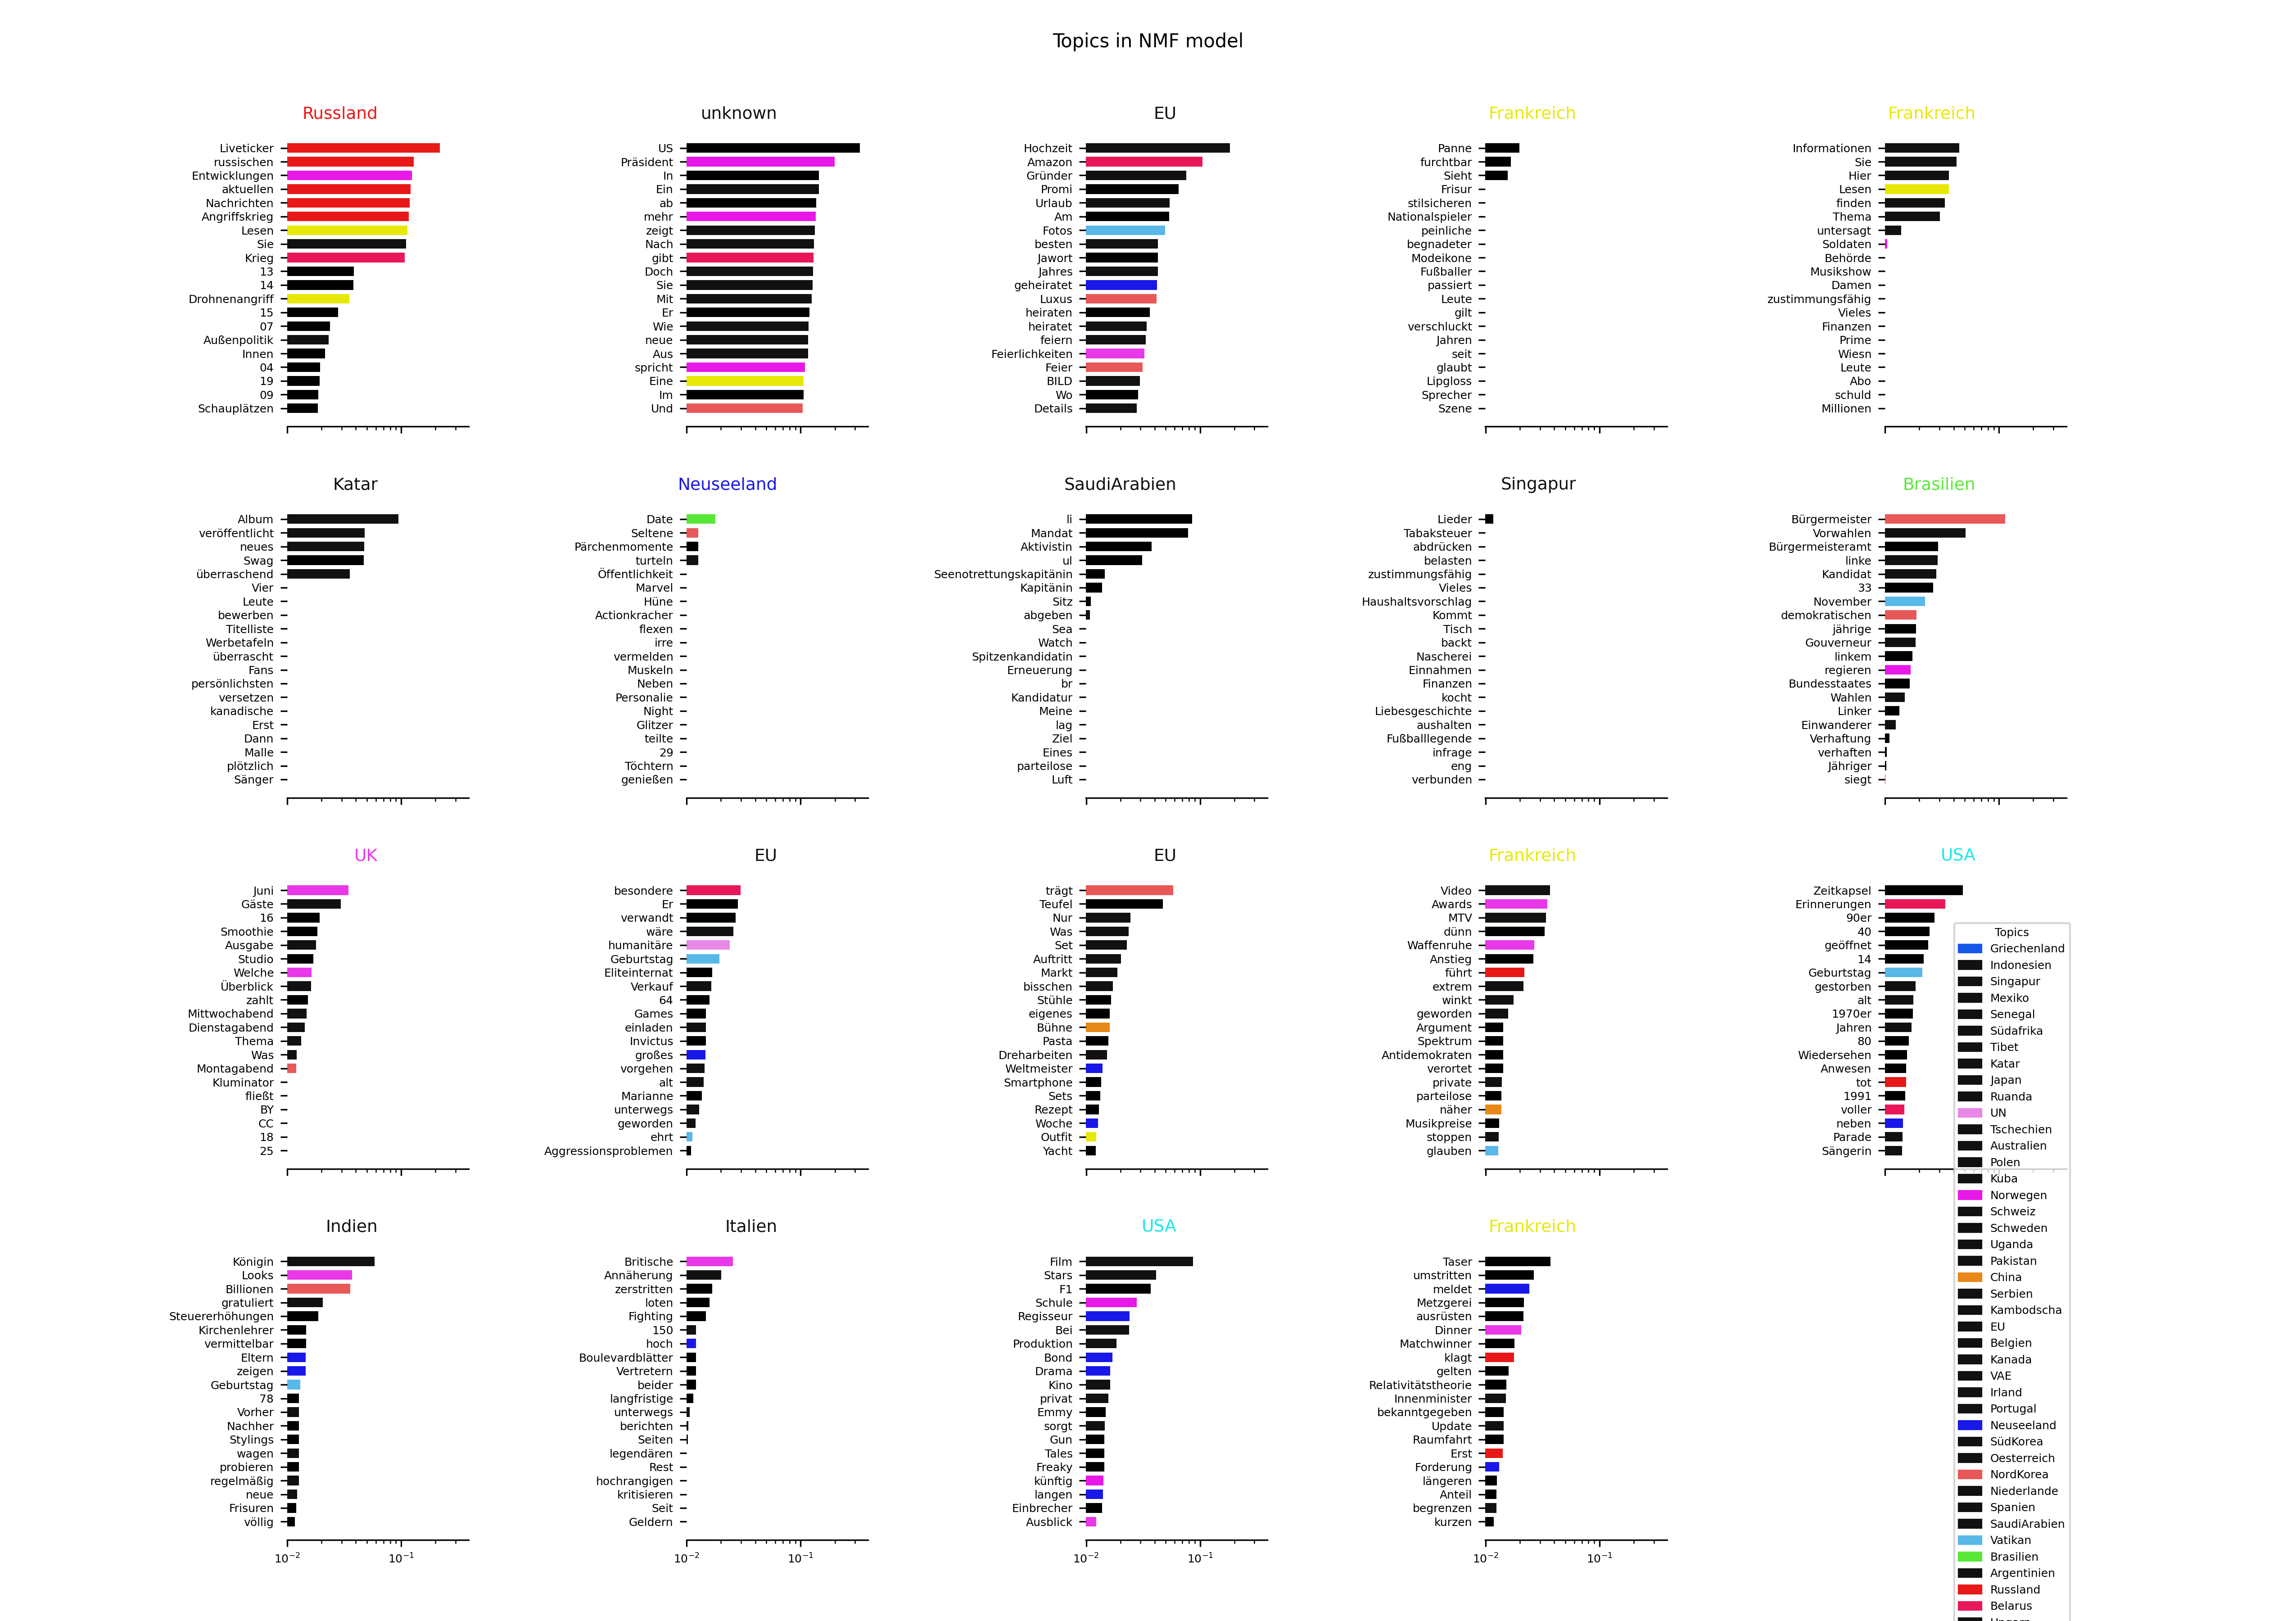 Topics in NMF model
Russland
Liveticker
russischen
Entwicklungen
aktuellen
Nachrichten
Angriffskrieg
Lesen
Sie
Krieg
13
14
Drohnenangriff
15
07
Außenpolitik
Innen
04
19
09
Schauplätzen
unknown
US
Präsident
In
Ein
ab
mehr
zeigt
Nach
gibt
Doch
Sie
Mit
Er
Wie
neue
Aus
spricht
Eine
Im
Und
EU
Hochzeit
Amazon
Gründer
Promi
Urlaub
Am
Fotos
besten
Jawort
Jahres
geheiratet
Luxus
heiraten
heiratet
feiern
Feierlichkeiten
Feier
BILD
Wo
Details
Frankreich
Panne
furchtbar
Sieht
Frisur
stilsicheren
Nationalspieler
peinliche
begnadeter
Modeikone
Fußballer
passiert
Leute
gilt
verschluckt
Jahren
seit
glaubt
Lipgloss
Sprecher
Szene
Frankreich
Informationen
Sie
Hier
Lesen
finden
Thema
untersagt
Soldaten
Behörde
Musikshow
Damen
zustimmungsfähig
Vieles
Finanzen
Prime
Wiesn
Leute
Abo
schuld
Millionen
Katar
Album
veröffentlicht
neues
Swag
überraschend
Vier
Leute
bewerben
Titelliste
Werbetafeln
überrascht
Fans
persönlichsten
versetzen
kanadische
Erst
Dann
Malle
plötzlich
Sänger
Neuseeland
Date
Seltene
Pärchenmomente
turteln
Öffentlichkeit
Marvel
Hüne
Actionkracher
flexen
irre
vermelden
Muskeln
Neben
Personalie
Night
Glitzer
teilte
29
Töchtern
genießen
SaudiArabien
li
Mandat
Aktivistin
ul
Seenotrettungskapitänin
Kapitänin
Sitz
abgeben
Sea
Watch
Spitzenkandidatin
Erneuerung
br
Kandidatur
Meine
lag
Ziel
Eines
parteilose
Luft
Singapur
Lieder
Tabaksteuer
abdrücken
belasten
zustimmungsfähig
Vieles
Haushaltsvorschlag
Kommt
Tisch
backt
Nascherei
Einnahmen
Finanzen
kocht
Liebesgeschichte
aushalten
Fußballlegende
infrage
eng
verbunden
Brasilien
Bürgermeister
Vorwahlen
Bürgermeisteramt
linke
Kandidat
33
November
demokratischen
jährige
Gouverneur
linkem
regieren
Bundesstaates
Wahlen
Linker
Einwanderer
Verhaftung
verhaften
Jähriger
siegt
UK
Juni
Gäste
16
Smoothie
Ausgabe
Studio
Welche
Überblick
zahlt
Mittwochabend
Dienstagabend
Thema
Was
Montagabend
Kluminator
fließt
BY
CC
18
25
EU
besondere
Er
verwandt
wäre
humanitäre
Geburtstag
Eliteinternat
Verkauf
64
Games
einladen
Invictus
großes
vorgehen
alt
Marianne
unterwegs
geworden
ehrt
Aggressionsproblemen
EU
trägt
Teufel
Nur
Was
Set
Auftritt
Markt
bisschen
Stühle
eigenes
Bühne
Pasta
Dreharbeiten
Weltmeister
Smartphone
Sets
Rezept
Woche
Outfit
Yacht
Frankreich
Video
Awards
MTV
dünn
Waffenruhe
Anstieg
führt
extrem
winkt
geworden
Argument
Spektrum
Antidemokraten
verortet
private
parteilose
näher
Musikpreise
stoppen
glauben
USA
Zeitkapsel
Erinnerungen
90er
40
geöffnet
14
Geburtstag
gestorben
alt
1970er
Jahren
80
Wiedersehen
Anwesen
tot
1991
voller
neben
Parade
Sängerin
Indien
Königin
Looks
Billionen
gratuliert
Steuererhöhungen
Kirchenlehrer
vermittelbar
Eltern
zeigen
Geburtstag
78
Vorher
Nachher
Stylings
wagen
probieren
regelmäßig
neue
Frisuren
völlig
10⁻² 10⁻¹
Italien
Britische
Annäherung
zerstritten
loten
Fighting
150
hoch
Boulevardblätter
Vertretern
beider
langfristige
unterwegs
berichten
Seiten
legendären
Rest
hochrangigen
kritisieren
Seit
Geldern
10⁻² 10⁻¹
USA
Film
Stars
F1
Schule
Regisseur
Bei
Produktion
Bond
Drama
Kino
privat
Emmy
sorgt
Gun
Tales
Freaky
künftig
langen
Einbrecher
Ausblick
10⁻² 10⁻¹
Frankreich
Taser
umstritten
meldet
Metzgerei
ausrüsten
Dinner
Matchwinner
klagt
gelten
Relativitätstheorie
Innenminister
bekanntgegeben
Update
Raumfahrt
Erst
Forderung
längeren
Anteil
begrenzen
kurzen
10⁻² 10⁻¹
Topics
Griechenland
Indonesien
Singapur
Mexiko
Senegal
Südafrika
Tibet
Katar
Japan
Ruanda
UN
Tschechien
Australien
Polen
Kuba
Norwegen
Schweiz
Schweden
Uganda
Pakistan
China
Serbien
Kambodscha
EU
Belgien
Kanada
VAE
Irland
Portugal
Neuseeland
SüdKorea
Oesterreich
NordKorea
Niederlande
Spanien
SaudiArabien
Vatikan
Brasilien
Argentinien
Russland
Belarus